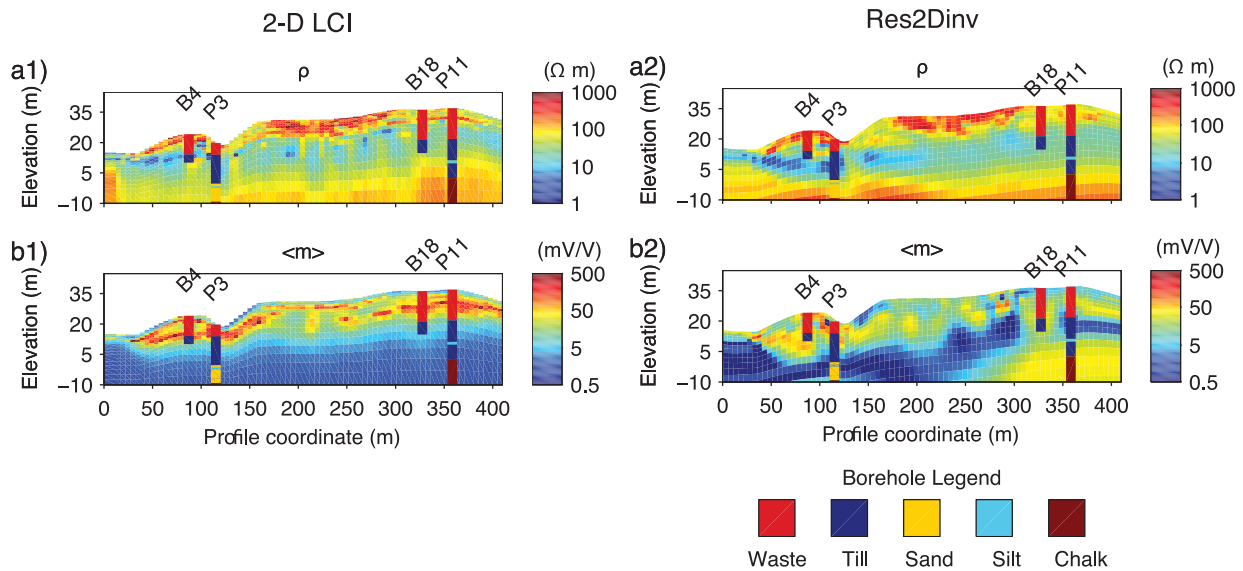 2-D LCI
Res2Dinv
a1)
ρ
(Ω m)
B4
P3
B18
P11
Elevation (m)
35
20
5
−10
1000
100
10
1
a2)
ρ
(Ω m)
B4
P3
B18
P11
Elevation (m)
35
20
5
−10
1000
100
10
1
b1)
<m>
(mV/V)
B4
P3
B18
P11
Elevation (m)
35
20
5
−10
500
50
5
0.5
0 50 100 150 200 250 300 350 400
Profile coordinate (m)
b2)
<m>
(mV/V)
B4
P3
B18
P11
Elevation (m)
35
20
5
−10
500
50
5
0.5
0 50 100 150 200 250 300 350 400
Profile coordinate (m)
Borehole Legend
Waste Till Sand Silt Chalk